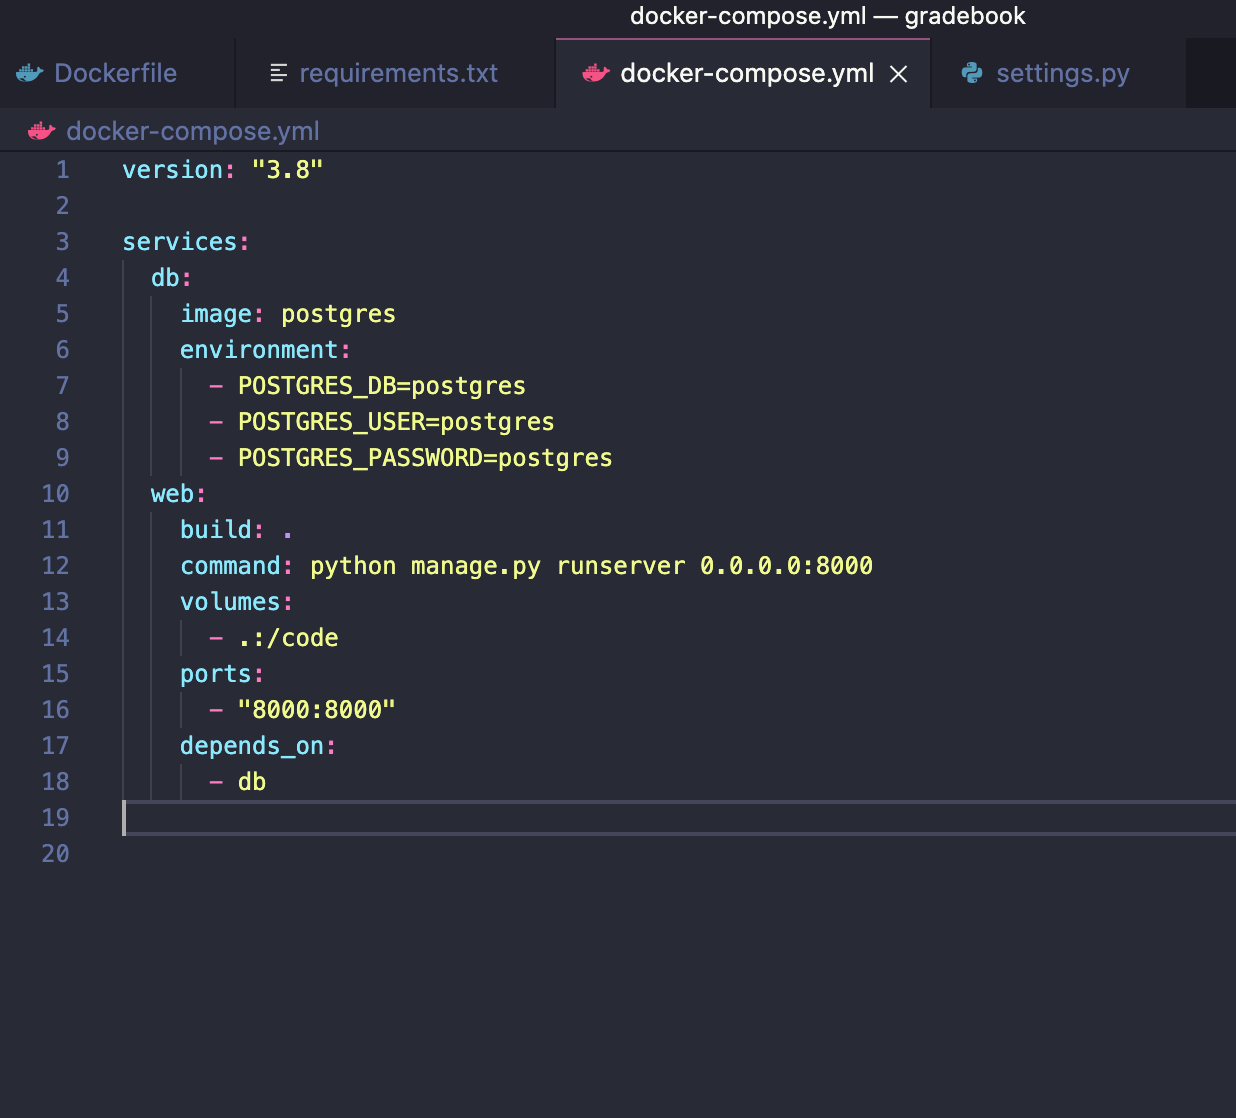 docker-compose.yml — gradebook
Dockerfile requirements.txt docker-compose.yml settings.py
docker-compose.yml
1 version: "3.8"
2
3 services:
4 db:
5 image: postgres
6 environment:
7 - POSTGRES_DB=postgres
8 - POSTGRES_USER=postgres
9 - POSTGRES_PASSWORD=postgres
10 web:
11 build: .
12 command: python manage.py runserver 0.0.0.0:8000
13 volumes:
14 - .:/code
15 ports:
16 - "8000:8000"
17 depends_on:
18 - db
19
20